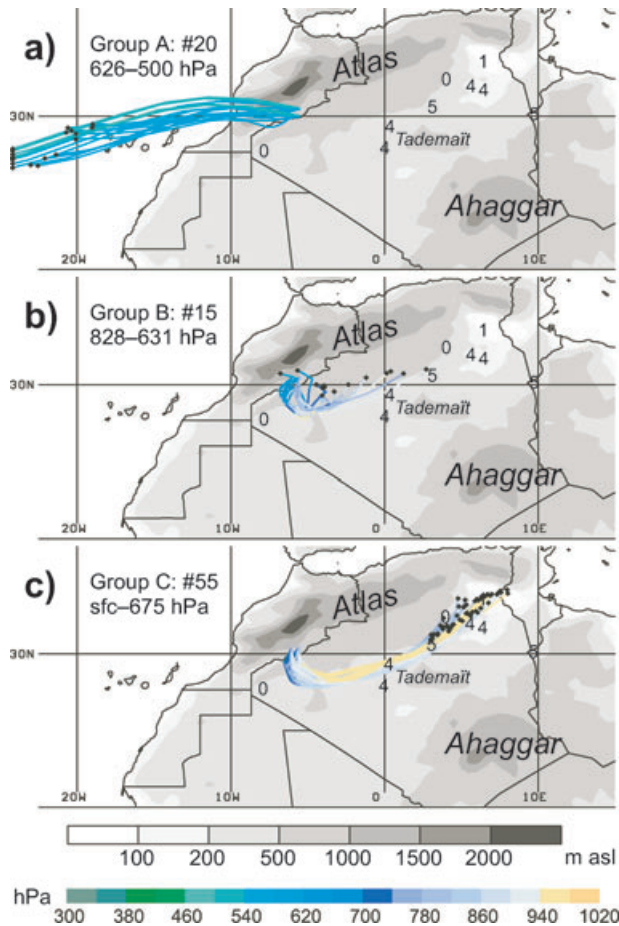 a) Group A: #20
626–500 hPa
Atlas
1
0
4 4
5
30N
5
4
4 Tademaït
0
Ahaggar
20W 10W 0 10E
b) Group B: #15
828–631 hPa
Atlas
1
0
4 4
5
30N
5
4
4 Tademaït
0
Ahaggar
20W 10W 0 10E
c) Group C: #55
sfc–675 hPa
Atlas
0
4 4
5
30N
4
4 Tademaït
0
Ahaggar
20W 10W 0 10E
100 200 500 1000 1500 2000 m asl
hPa
300 380 460 540 620 700 780 860 940 1020